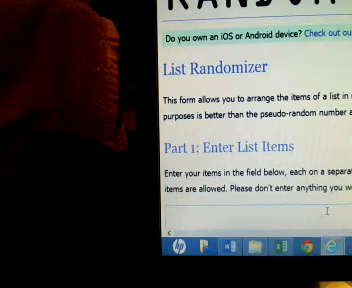 Do you own an iOS or Android device? Check out ou
List Randomizer
This form allows you to arrange the items of a list in
purposes is better than the pseudo-random number a
Part 1: Enter List Items
Enter your items in the field below, each on a separat
items are allowed. Please don't enter anything you w
hp